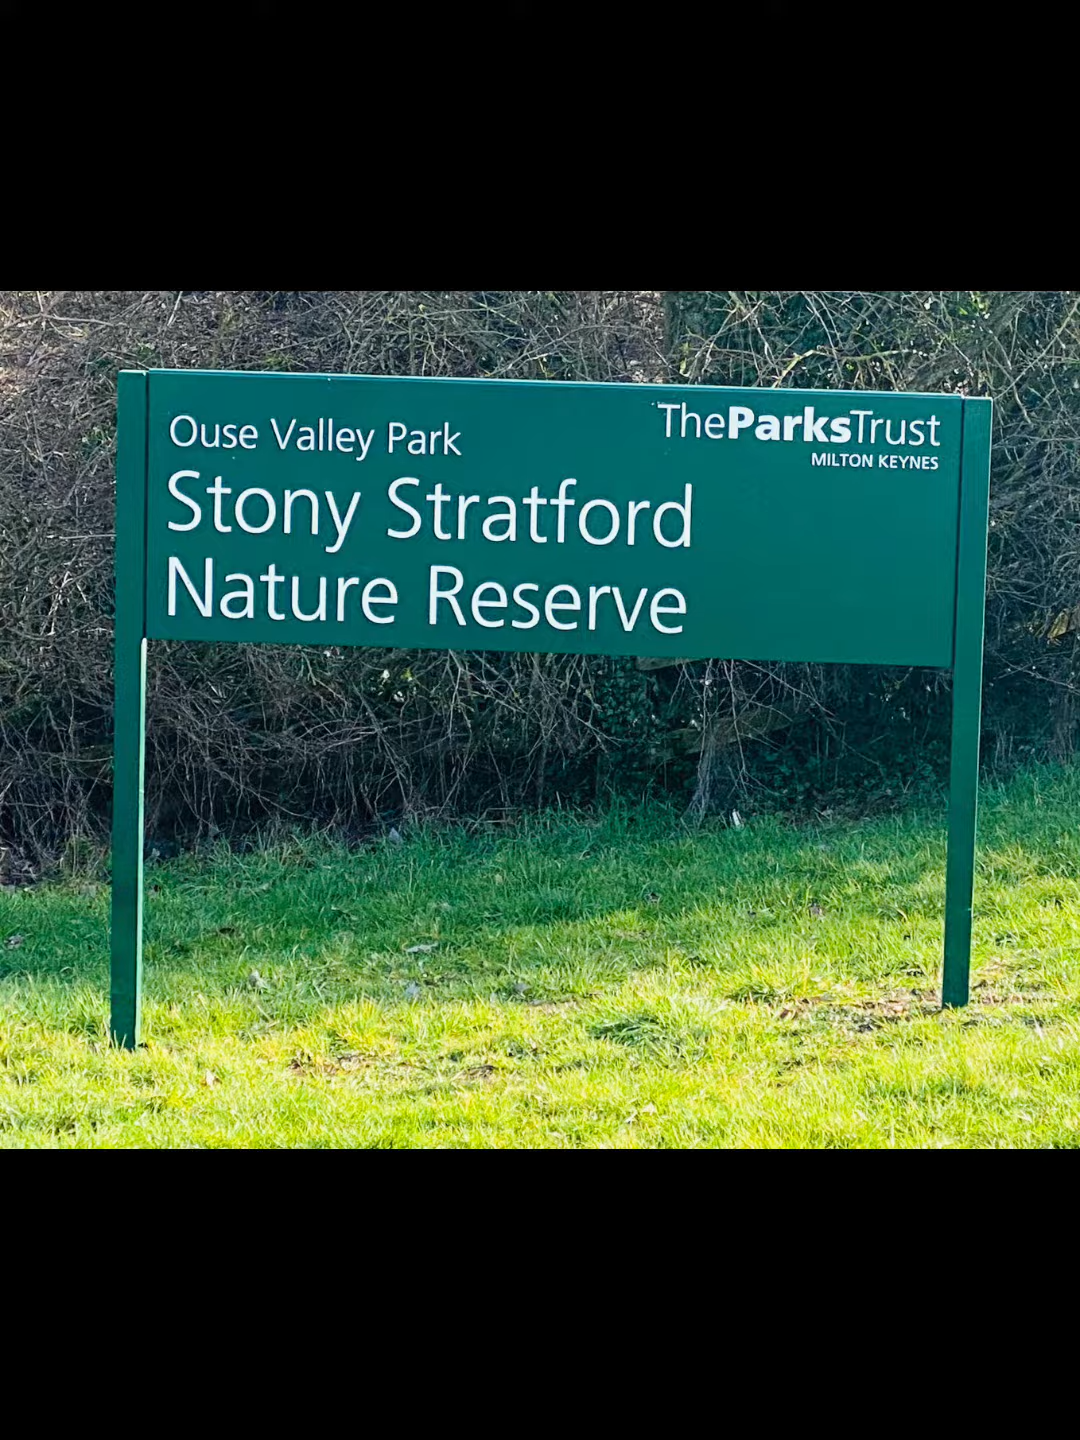 Ouse Valley Park
Stony Stratford
Nature Reserve
TheParksTrust
MILTON KEYNES